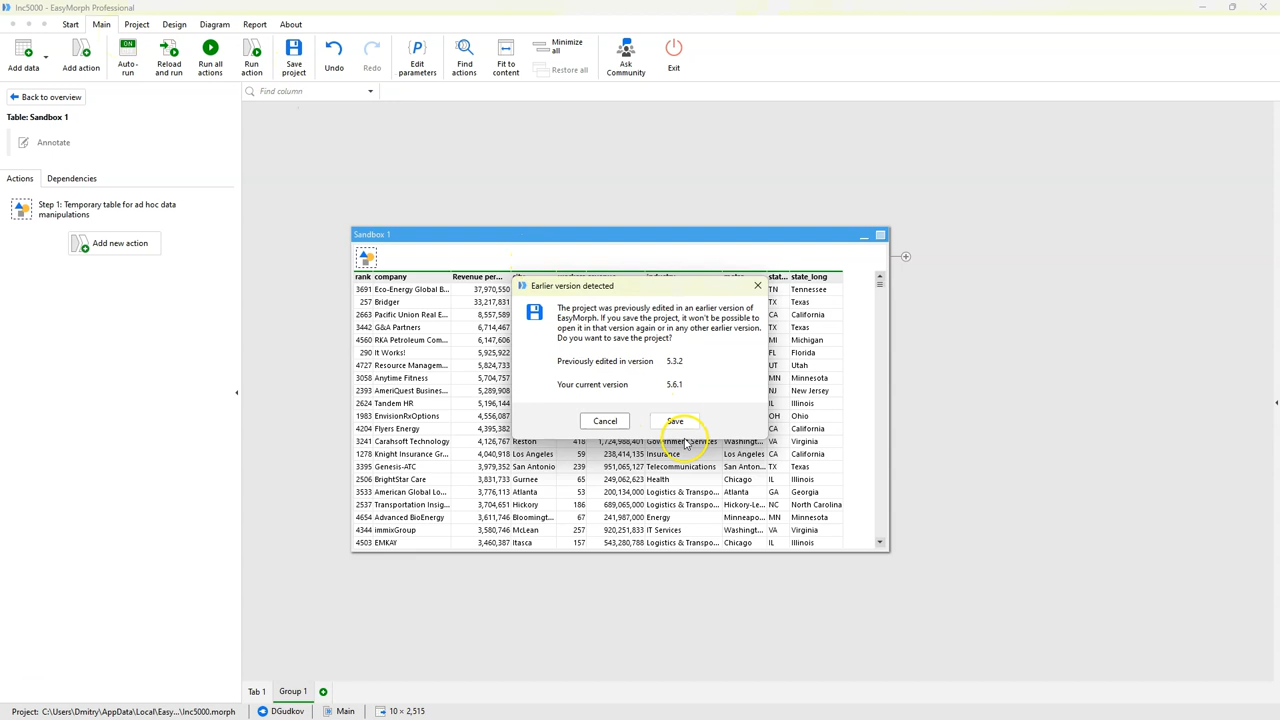 Inc5000 - EasyMorph Professional
Start Main Project Design Diagram Report About
Add data
Add action
ON
Auto-
run
Reload
and run
Run all
actions
Run
action
Save
project
Undo
Redo
Edit
parameters
Find
actions
Fit to
content
Minimize
all
Restore all
Ask
Community
Exit
Back to overview
Find column
Table: Sandbox 1
Annotate
Actions Dependencies
Step 1: Temporary table for ad hoc data
manipulations
Add new action
Sandbox 1
rank company Revenue per... revenue industry stat... state_long
3691 Eco-Energy Global B... 37,970,550 TN Tennessee
257 Bridger 33,217,831 TX Texas
2663 Pacific Union Real E... 8,557,589 CA California
3442 G&A Partners 6,714,467 TX Texas
4560 RKA Petroleum Com... 6,147,606 MI Michigan
290 It Works! 5,925,922 FL Florida
4727 Resource Managem... 5,824,733 UT Utah
3058 Anytime Fitness 5,704,757 MN Minnesota
2393 AmeriQuest Busines... 5,289,908 NJ New Jersey
2624 Tandem HR 5,196,144 IL Illinois
1983 EnvisionRxOptions 4,556,087 OH Ohio
4204 Flyers Energy 4,395,382 CA California
3241 Carahsoft Technology 4,126,767 Reston 418 1,724,988,401 Government Services Washingt... VA Virginia
1278 Knight Insurance Gr... 4,040,918 Los Angeles 59 238,414,135 Insurance Los Angeles CA California
3395 Genesis-ATC 3,979,352 San Antonio 239 951,065,127 Telecommunications San Anton... TX Texas
2506 BrightStar Care 3,831,733 Gurnee 65 249,062,623 Health Chicago IL Illinois
3533 American Global Lo... 3,776,113 Atlanta 53 200,134,000 Logistics & Transpo... Atlanta GA Georgia
2537 Transportation Insig... 3,704,651 Hickory 186 689,065,000 Logistics & Transpo... Hickory-Le... NC North Carolina
4654 Advanced BioEnergy 3,611,746 Bloomingt... 67 241,987,000 Energy Minneapo... MN Minnesota
4344 immixGroup 3,580,746 McLean 257 920,251,833 IT Services Washingt... VA Virginia
4503 EMKAY 3,460,387 Itasca 157 543,280,788 Logistics & Transpo... Chicago IL Illinois
Earlier version detected
The project was previously edited in an earlier version of
EasyMorph. If you save the project, it won't be possible to
open it in that version again or in any other earlier version.
Do you want to save the project?
Previously edited in version 5.3.2
Your current version 5.6.1
Cancel Save
Tab 1 Group 1
Project: C:\Users\Dmitry\AppData\Local\Easy...\Inc5000.morph DGudkov Main 10 × 2,515